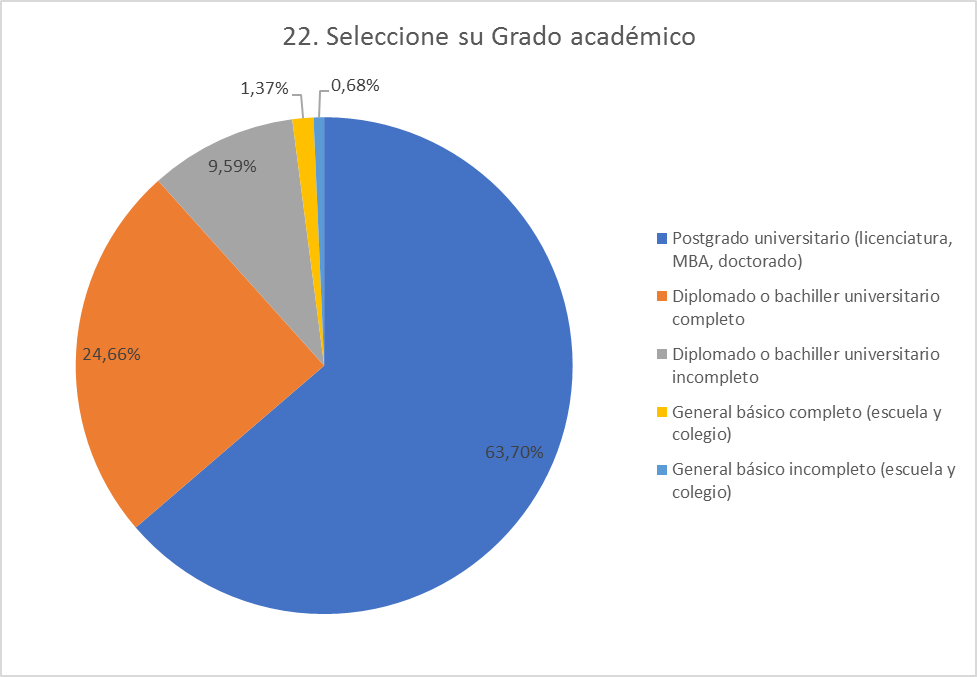 22. Seleccione su Grado académico
1,37%
0,68%
9,59%
24,66%
63,70%
Postgrado universitario (licenciatura,
MBA, doctorado)
Diplomado o bachiller universitario
completo
Diplomado o bachiller universitario
incompleto
General básico completo (escuela y
colegio)
General básico incompleto (escuela y
colegio)